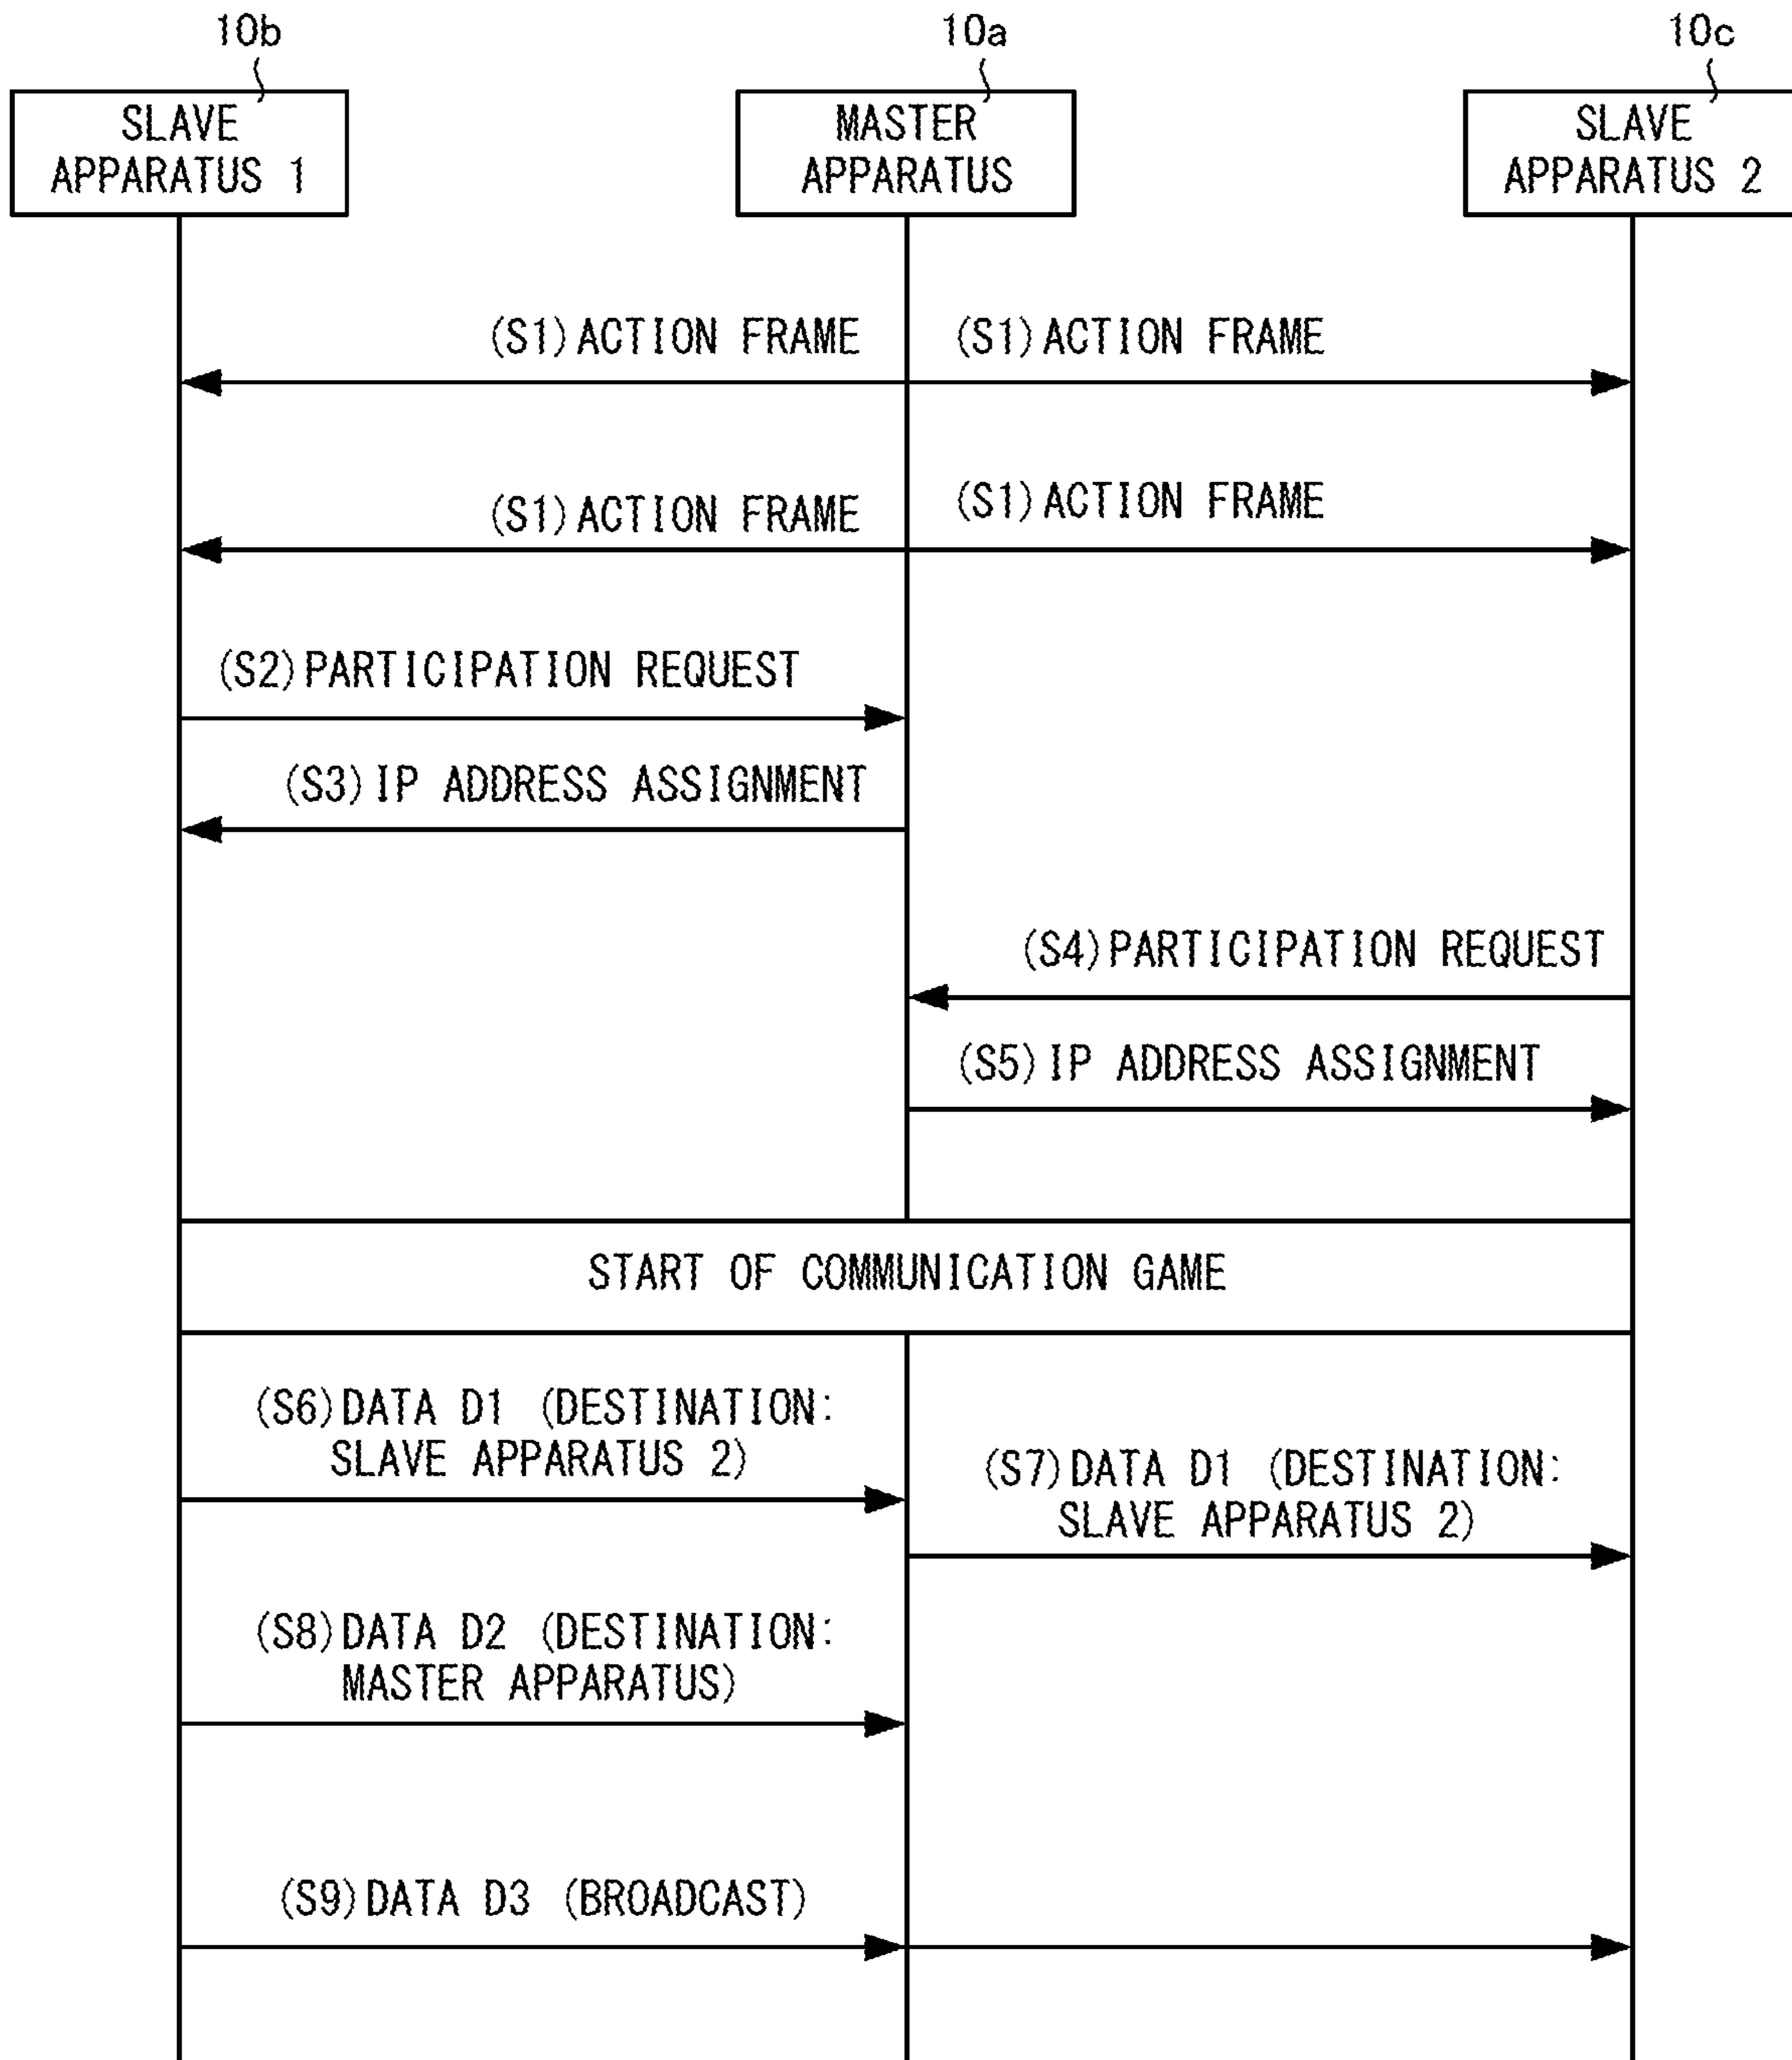 10b
10a
10c
SLAVE
APPARATUS 1
MASTER
APPARATUS
SLAVE
APPARATUS 2
(S1)ACTION FRAME
(S1)ACTION FRAME
(S1)ACTION FRAME
(S1)ACTION FRAME
(S2)PARTICIPATION REQUEST
(S3)IP ADDRESS ASSIGNMENT
(S4)PARTICIPATION REQUEST
(S5)IP ADDRESS ASSIGNMENT
START OF COMMUNICATION GAME
(S6)DATA D1 (DESTINATION:
SLAVE APPARATUS 2)
(S7)DATA D1 (DESTINATION:
SLAVE APPARATUS 2)
(S8)DATA D2 (DESTINATION:
MASTER APPARATUS)
(S9)DATA D3 (BROADCAST)